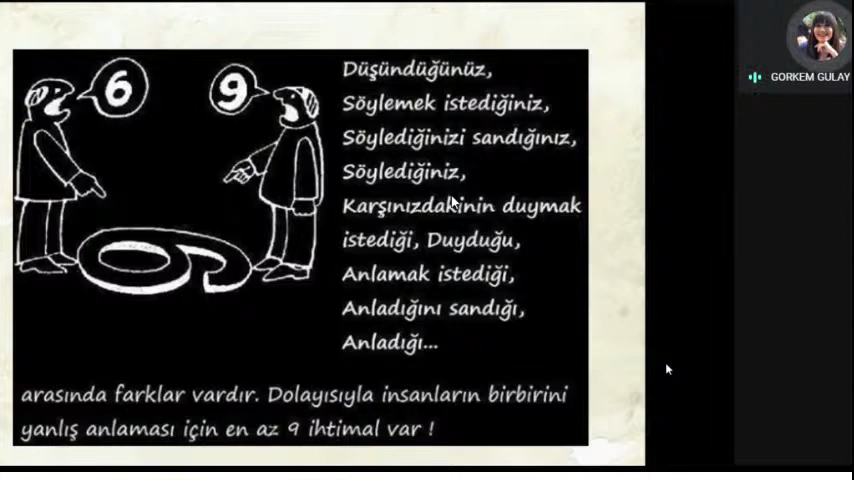 6
9
Düşündüğünüz,
Söylemek istediğiniz,
Söylediğinizi sandığınız,
Söylediğiniz,
Karşınızdakinin duymak
istediği, Duyduğu,
Anlamak istediği,
Anladığını sandığı,
Anladığı...
arasında farklar vardır. Dolayısıyla insanların birbirini
yanlış anlaması için en az 9 ihtimal var !
GORKEM GULAY